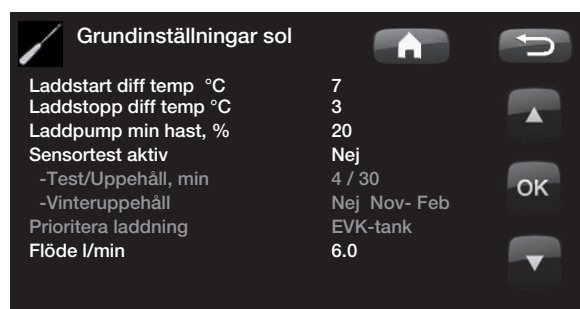 Grundinställningar sol
Laddstart diff temp °C 7
Laddstopp diff temp °C 3
Laddpump min hast, % 20
Sensortest aktiv Nej
-Test/Uppehåll, min 4 / 30
-Vinteruppehåll Nej Nov- Feb
Prioritera laddning EVK-tank
Flöde l/min 6.0
OK